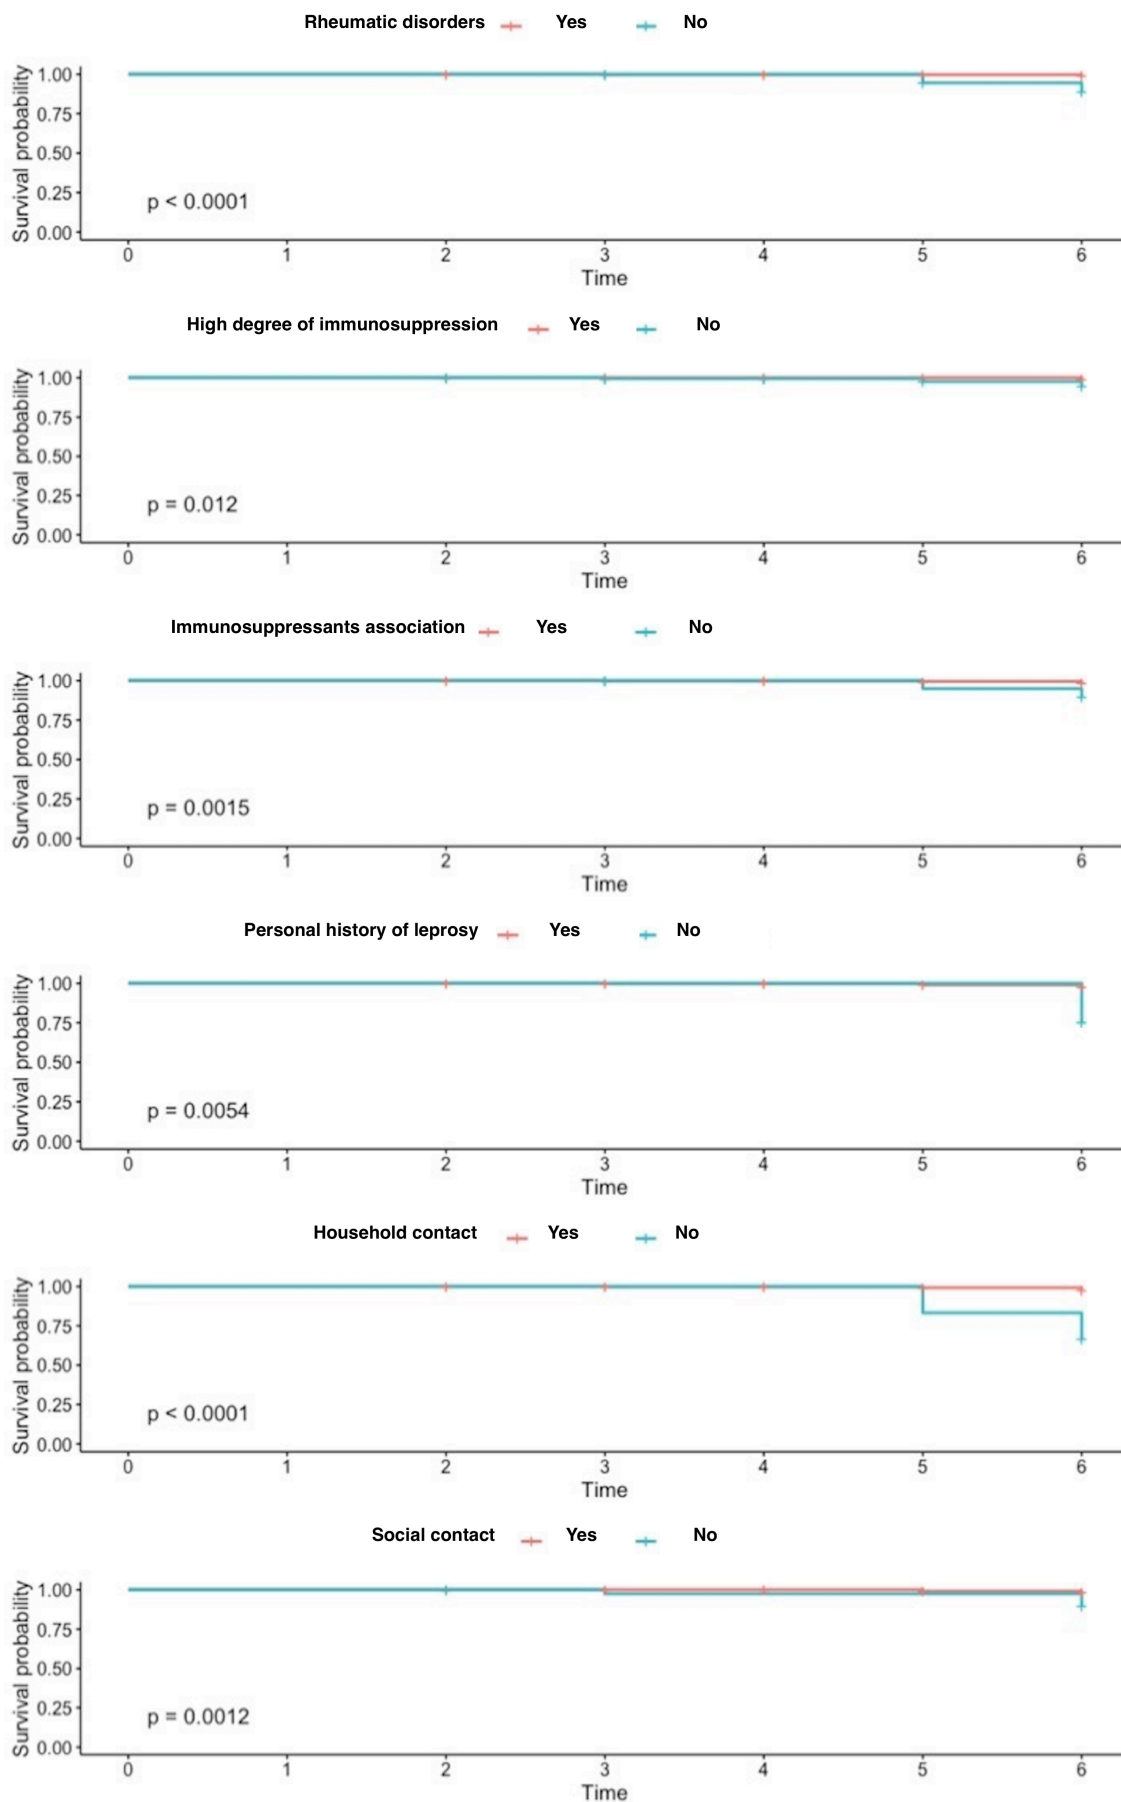 Rheumatic disorders Yes No
Survival probability
1.00
0.75
0.50
0.25
0.00
p < 0.0001
0 1 2 3 4 5 6
Time
High degree of immunosuppression Yes No
Survival probability
1.00
0.75
0.50
0.25
0.00
p = 0.012
0 1 2 3 4 5 6
Time
Immunosuppressants association Yes No
Survival probability
1.00
0.75
0.50
0.25
0.00
p = 0.0015
0 1 2 3 4 5 6
Time
Personal history of leprosy Yes No
Survival probability
1.00
0.75
0.50
0.25
0.00
p = 0.0054
0 1 2 3 4 5 6
Time
Household contact Yes No
Survival probability
1.00
0.75
0.50
0.25
0.00
p < 0.0001
0 1 2 3 4 5 6
Time
Social contact Yes No
Survival probability
1.00
0.75
0.50
0.25
0.00
p = 0.0012
0 1 2 3 4 5 6
Time